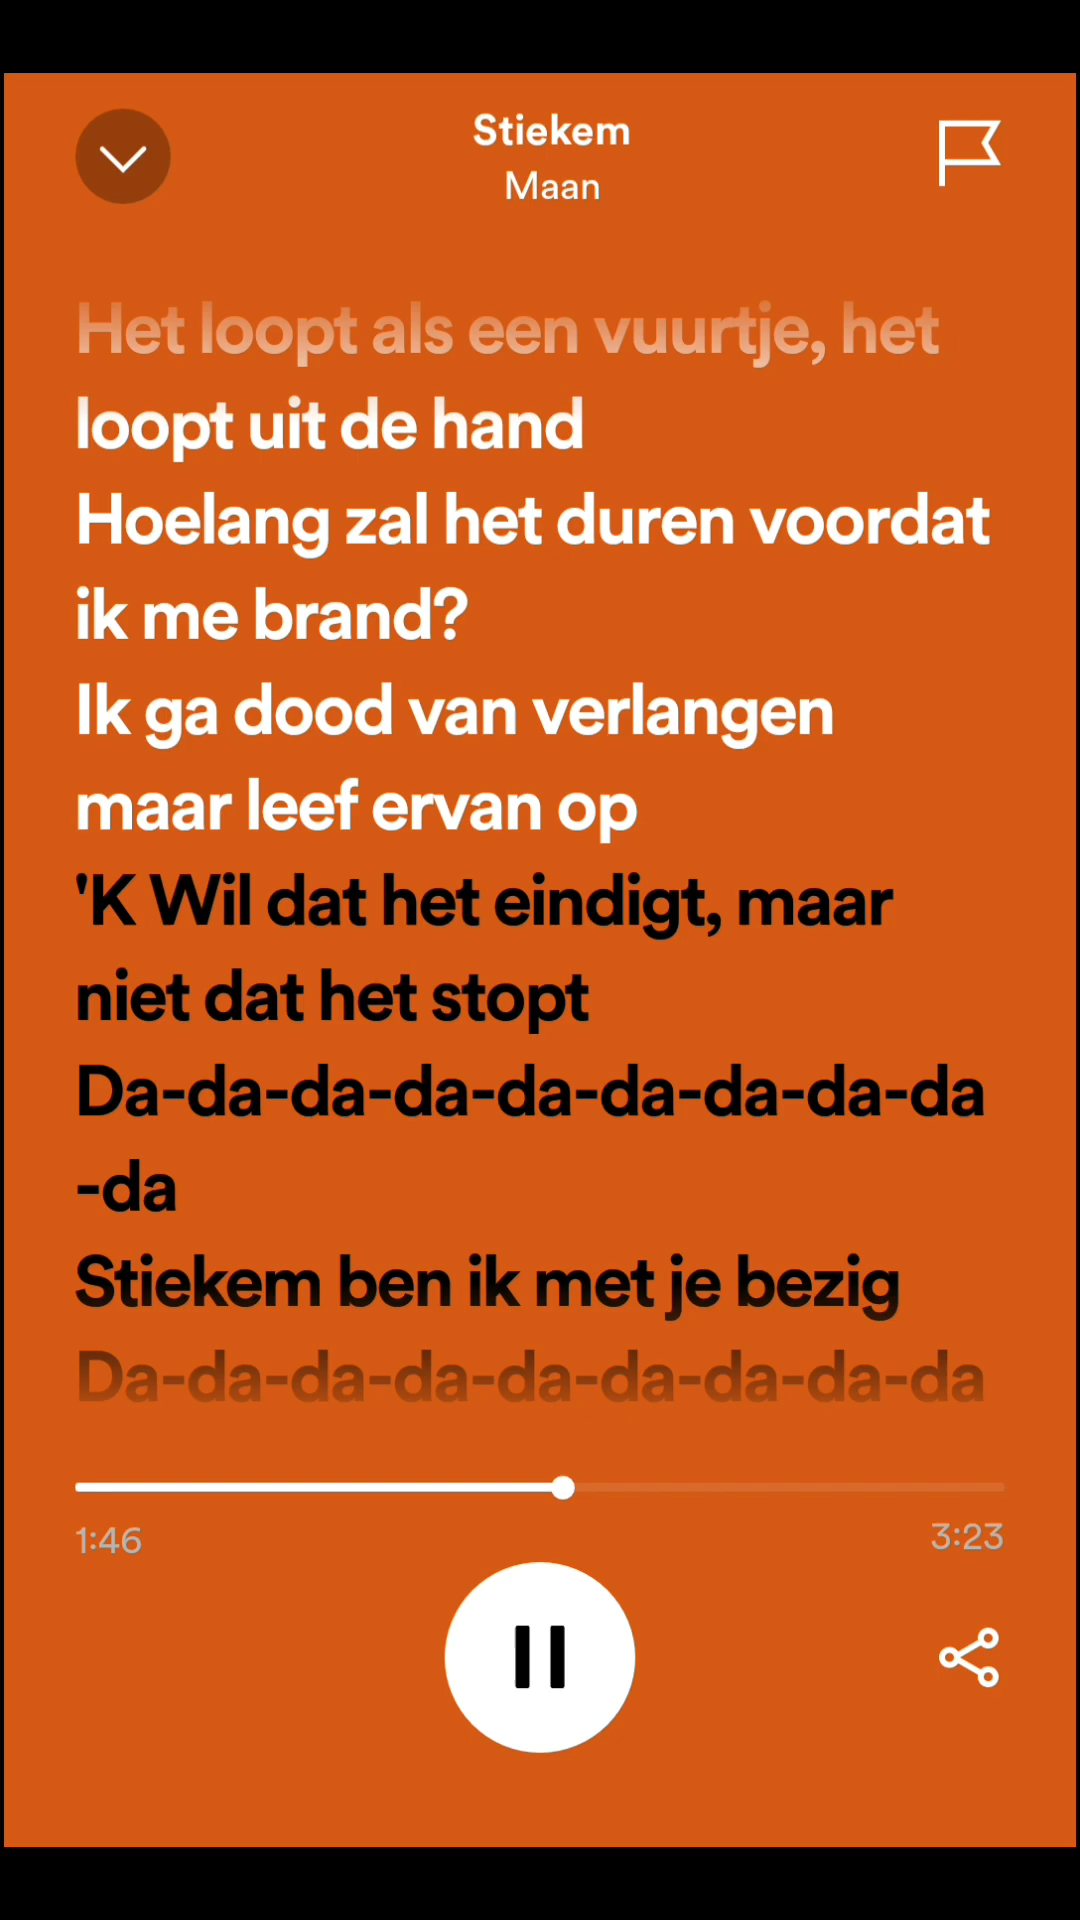 Stiekem
Maan
Het loopt als een vuurtje, het
loopt uit de hand
Hoelang zal het duren voordat
ik me brand?
Ik ga dood van verlangen
maar leef ervan op
'K Wil dat het eindigt, maar
niet dat het stopt
Da-da-da-da-da-da-da-da-da
-da
Stiekem ben ik met je bezig
Da-da-da-da-da-da-da-da-da
1:46
3:23